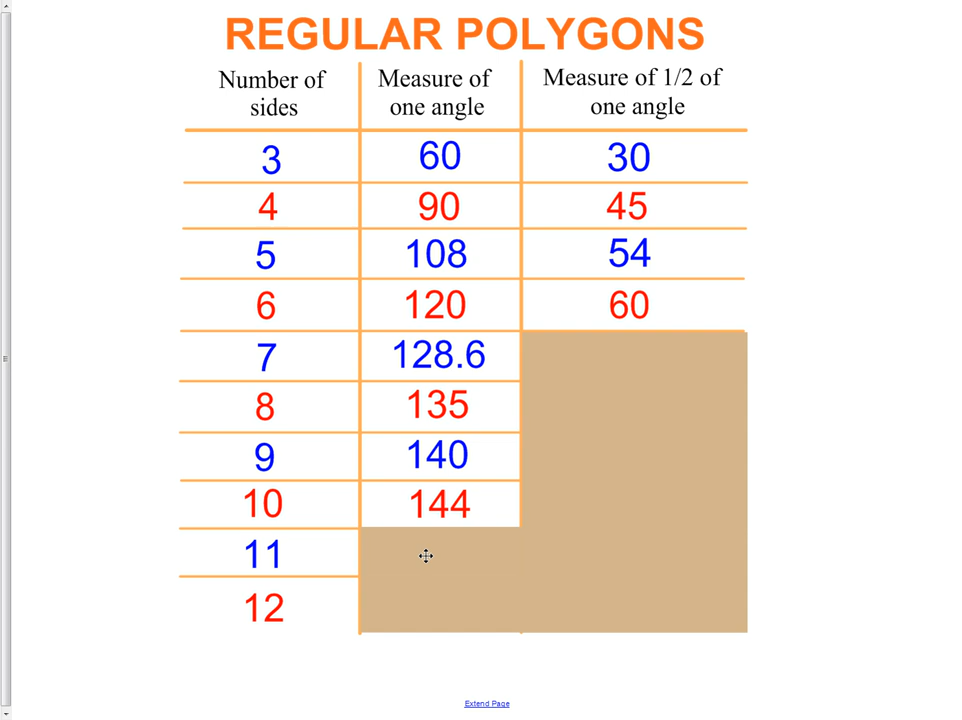 REGULAR POLYGONS
Number of sides Measure of one angle Measure of 1/2 of one angle
3 60 30
4 90 45
5 108 54
6 120 60
7 128.6
8 135
9 140
10 144
11
12
Extend Page